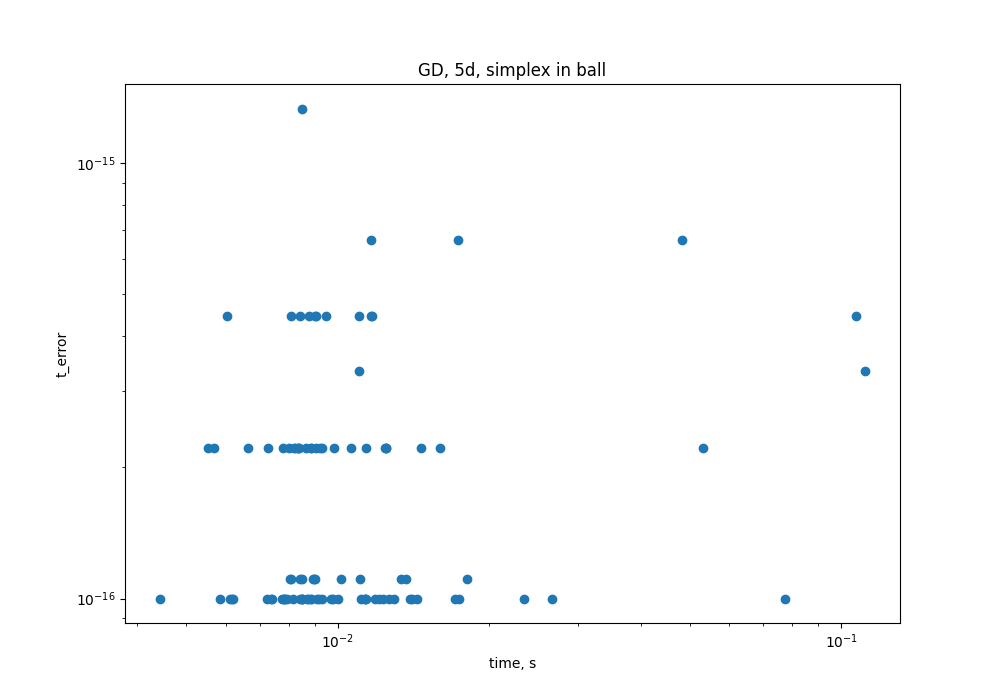 GD, 5d, simplex in ball
10⁻¹⁵
t_error
10⁻¹⁶
10⁻²
10⁻¹
time, s